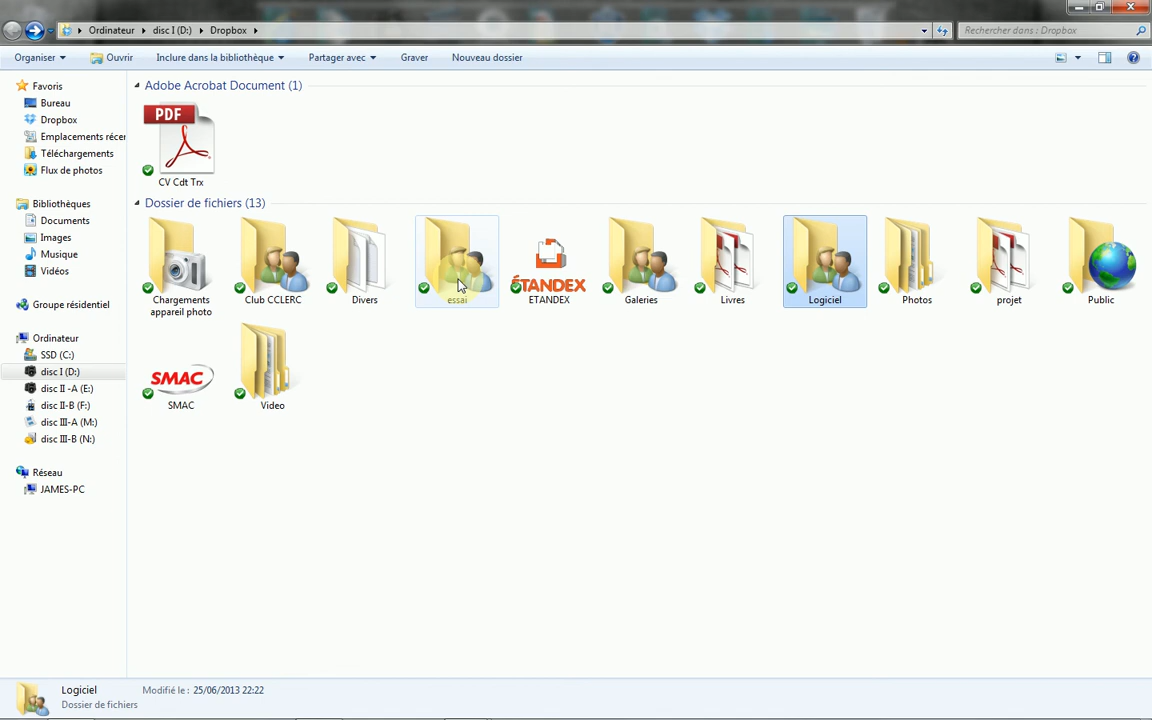 Ordinateur disc I (D:) Dropbox
Rechercher dans : Dropbox
Organiser Ouvrir Inclure dans la bibliothèque Partager avec Graver Nouveau dossier
Favoris
Bureau
Dropbox
Emplacements récer
Téléchargements
Flux de photos
Bibliothèques
Documents
Images
Musique
Vidéos
Groupe résidentiel
Ordinateur
SSD (C:)
disc I (D:)
disc II -A (E:)
disc II-B (F:)
disc III-A (M:)
disc III-B (N:)
Réseau
JAMES-PC
Adobe Acrobat Document (1)
PDF
CV Cdt Trx
Dossier de fichiers (13)
Chargements
appareil photo
Club CCLERC
Divers
essai
ÉTANDEX
ETANDEX
Galeries
Livres
Logiciel
Photos
projet
Public
SMAC
SMAC
Video
Logiciel Modifié le : 25/06/2013 22:22
Dossier de fichiers